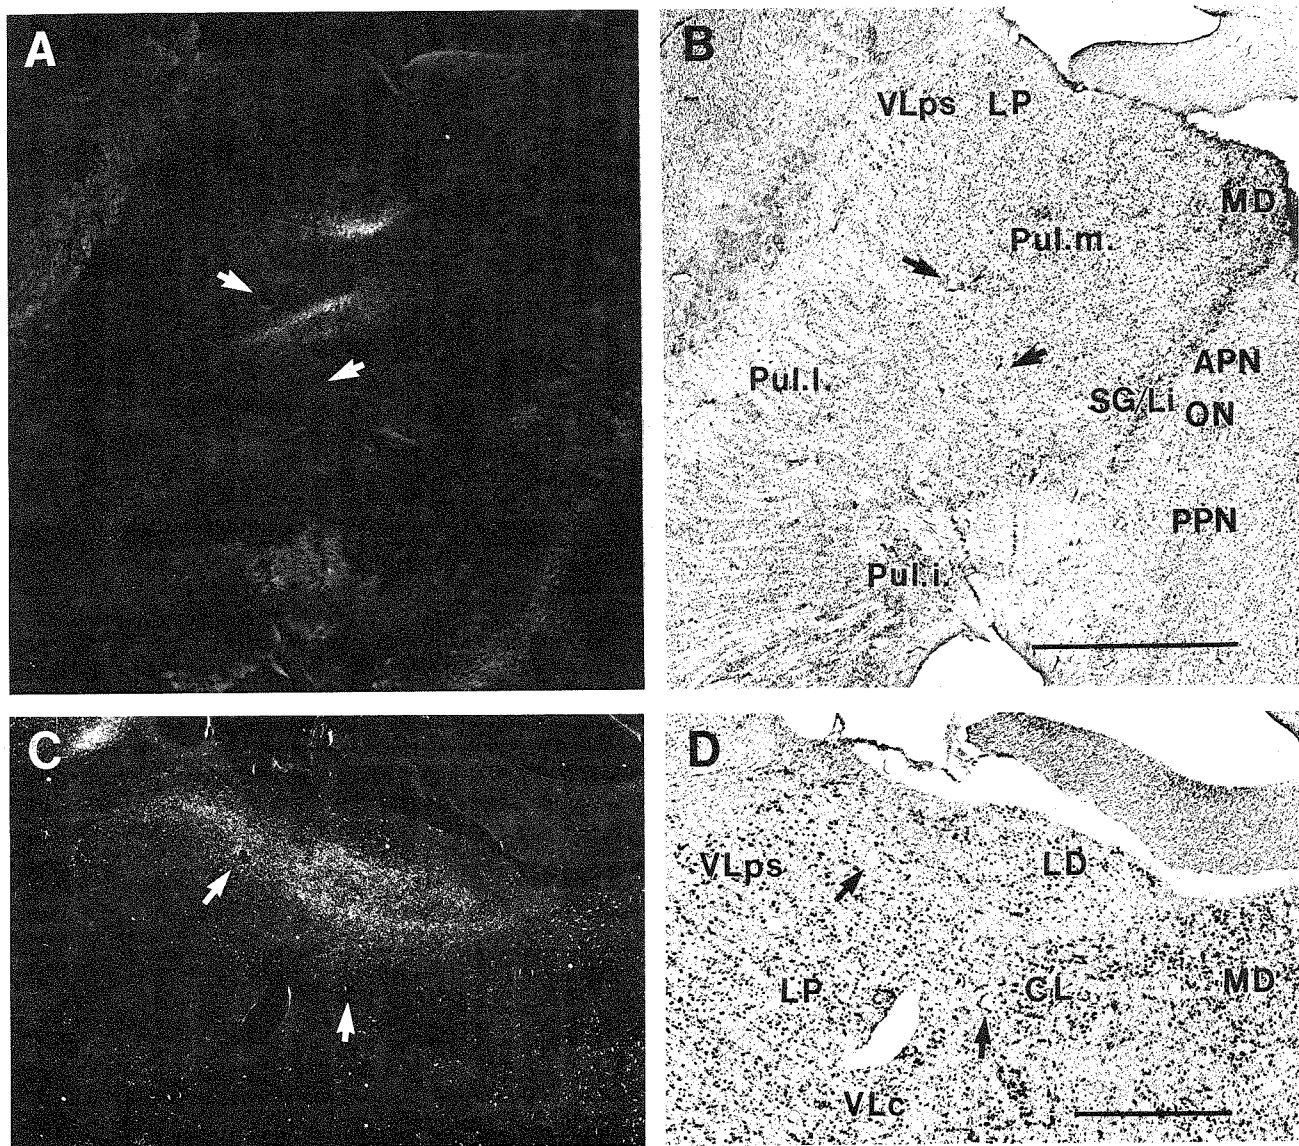 A
B
VLps LP
MD
Pul.m.
APN
Pul.l.
SG/Li ON
PPN
Pul.i.
C
D
VLps LD
LP CL MD
VLc